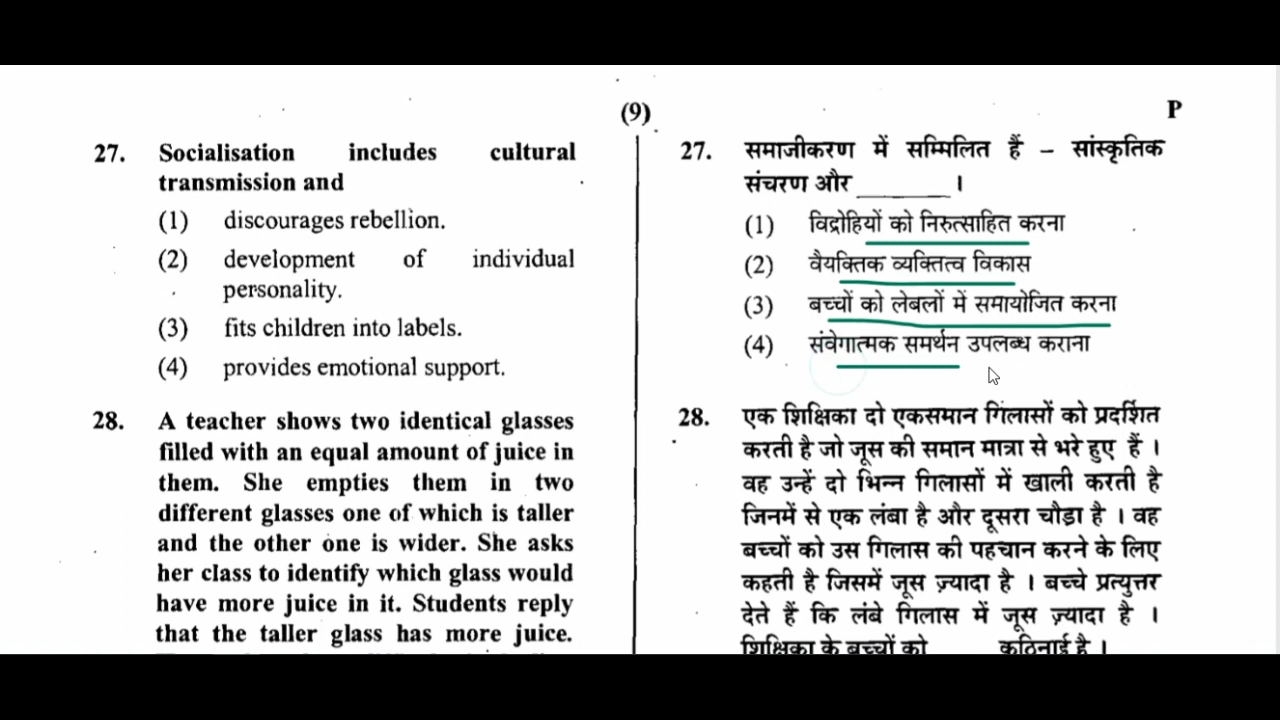 (9)
P
27. Socialisation includes cultural
transmission and
(1) discourages rebellion.
(2) development of individual
personality.
(3) fits children into labels.
(4) provides emotional support.
28. A teacher shows two identical glasses
filled with an equal amount of juice in
them. She empties them in two
different glasses one of which is taller
and the other one is wider. She asks
her class to identify which glass would
have more juice in it. Students reply
that the taller glass has more juice.
27. समाजीकरण में सम्मिलित हैं – सांस्कृतिक
संचरण और ________ ।
(1) विद्रोहियों को निरुत्साहित करना
(2) वैयक्तिक व्यक्तित्व विकास
(3) बच्चों को लेबलों में समायोजित करना
(4) संवेगात्मक समर्थन उपलब्ध कराना
28. एक शिक्षिका दो एकसमान गिलासों को प्रदर्शित
करती है जो जूस की समान मात्रा से भरे हुए हैं ।
वह उन्हें दो भिन्न गिलासों में खाली करती है
जिनमें से एक लंबा है और दूसरा चौड़ा है । वह
बच्चों को उस गिलास की पहचान करने के लिए
कहती है जिसमें जूस ज़्यादा है । बच्चे प्रत्युत्तर
देते हैं कि लंबे गिलास में जूस ज़्यादा है ।
शिक्षिका के बच्चों को ____ कठिनाई है ।